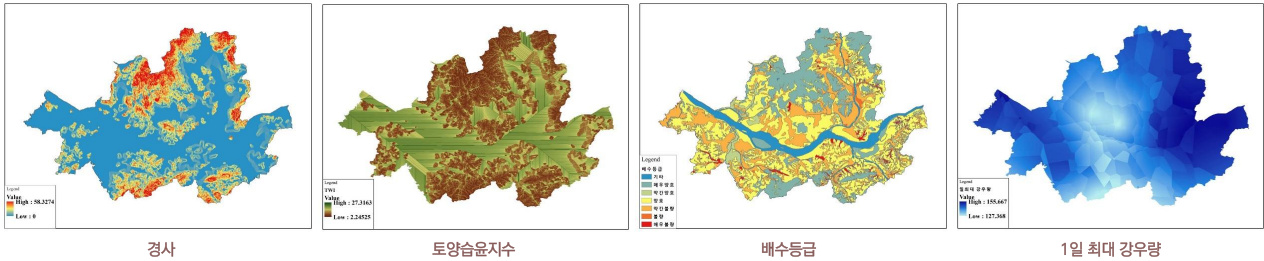 Legend
Value
High : 58.3274
Low : 0
경사
Legend
TWI
Value
High : 27.3163
Low : 2.24525
토양습윤지수
Legend
배수등급
기타
매우양호
약간양호
양호
약간불량
불량
매우불량
배수등급
Legend
일최대 강우량
Value
High : 155.667
Low : 127.368
1일 최대 강우량